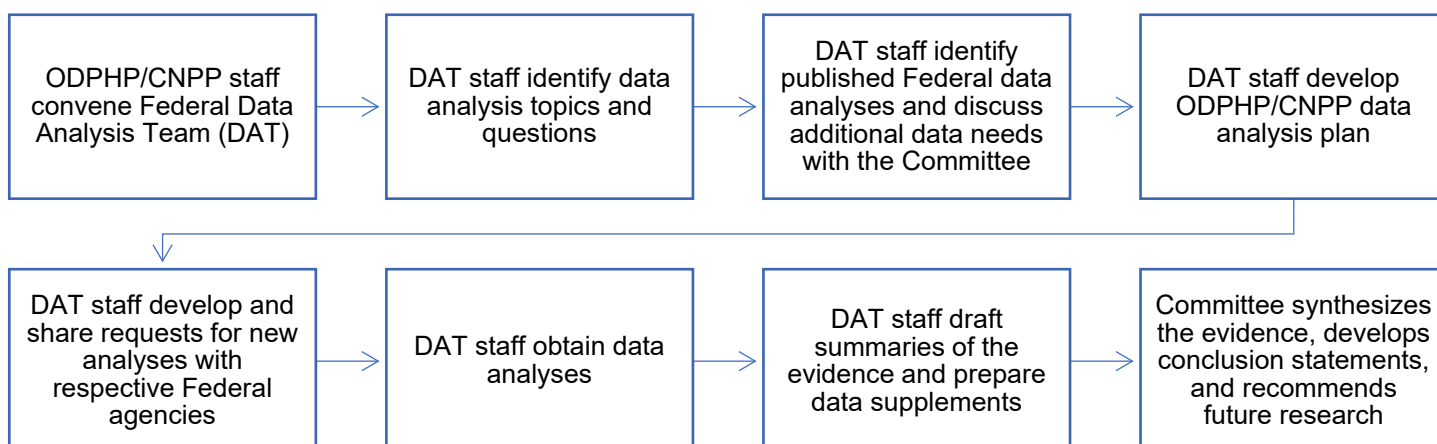 ODPHP/CNPP staff
convene Federal Data
Analysis Team (DAT)
DAT staff identify data
analysis topics and
questions
DAT staff identify
published Federal data
analyses and discuss
additional data needs
with the Committee
DAT staff develop
ODPHP/CNPP data
analysis plan
DAT staff develop and
share requests for new
analyses with
respective Federal
agencies
DAT staff obtain data
analyses
DAT staff draft
summaries of the
evidence and prepare
data supplements
Committee synthesizes
the evidence, develops
conclusion statements,
and recommends
future research